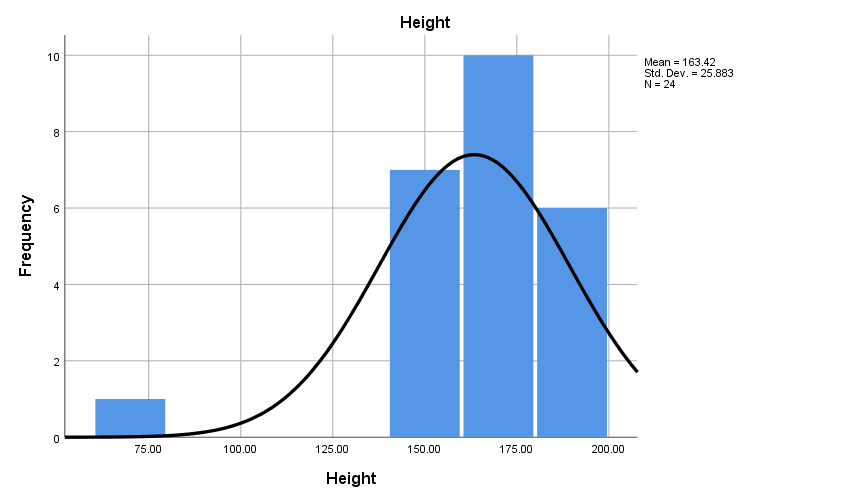 Height
Mean = 163.42
Std. Dev. = 25.883
N = 24
Frequency
10
8
6
4
2
0
75.00 100.00 125.00 150.00 175.00 200.00
Height